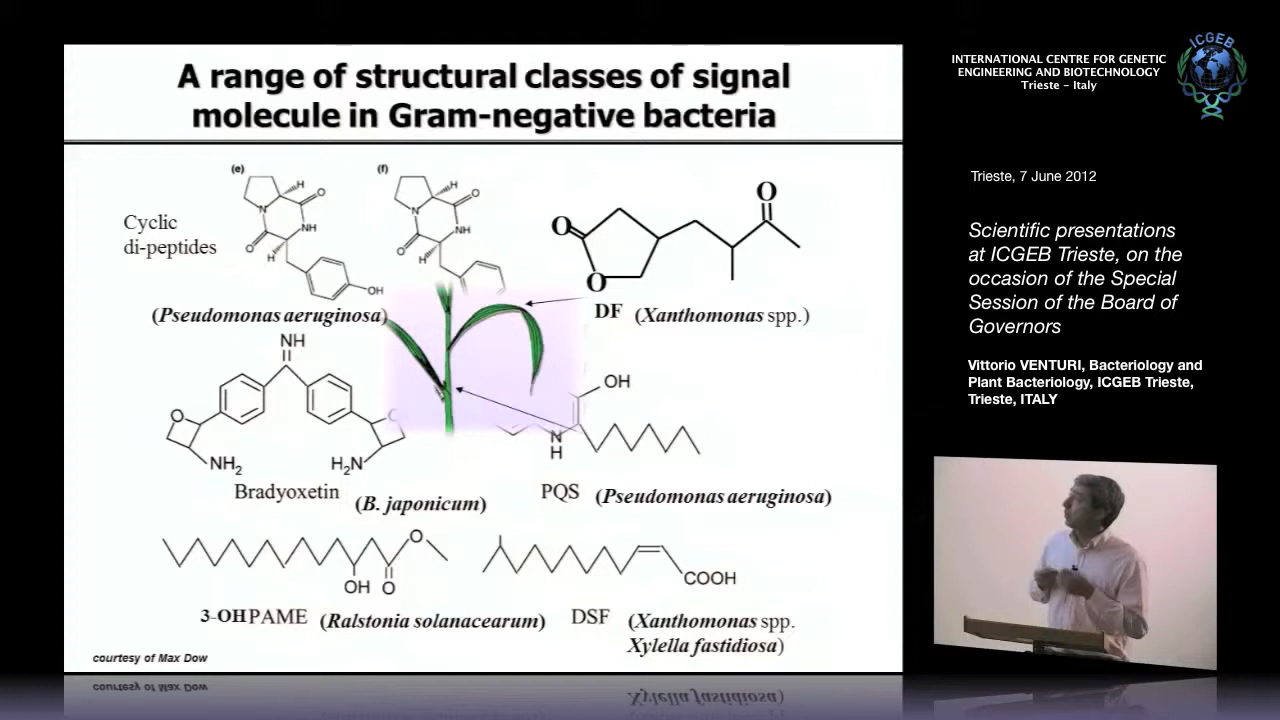 A range of structural classes of signal
molecule in Gram-negative bacteria
(e)
(f)
Cyclic
di-peptides
H
O
N
NH
O
H
OH
H
O
N
NH
O
H
O
O
O
(Pseudomonas aeruginosa)
DF (Xanthomonas spp.)
NH
O
O
NH2
H2N
OH
N
H
Bradyoxetin
(B. japonicum)
PQS (Pseudomonas aeruginosa)
O
OH
O
COOH
3-OH PAME (Ralstonia solanacearum)
DSF (Xanthomonas spp.
Xylella fastidiosa)
courtesy of Max Dow
INTERNATIONAL CENTRE FOR GENETIC
ENGINEERING AND BIOTECHNOLOGY
Trieste - Italy
ICGEB
Trieste, 7 June 2012
Scientific presentations
at ICGEB Trieste, on the
occasion of the Special
Session of the Board of
Governors
Vittorio VENTURI, Bacteriology and
Plant Bacteriology, ICGEB Trieste,
Trieste, ITALY